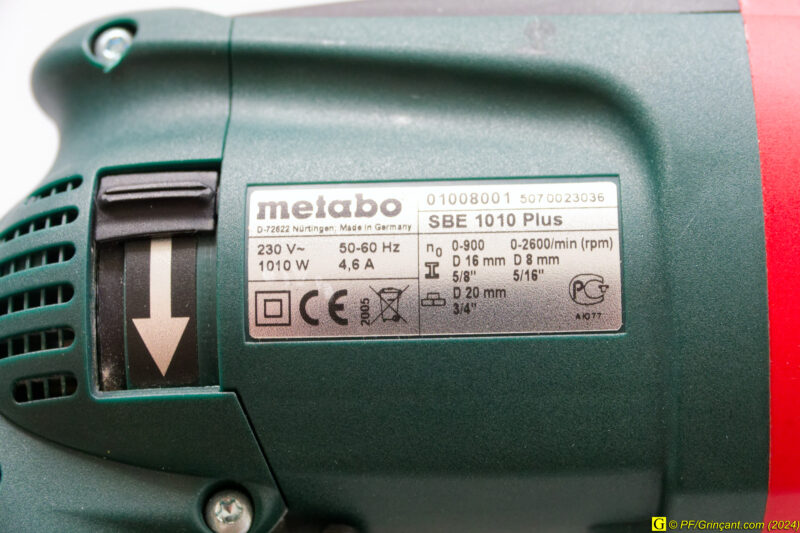 metabo
D-72622 Nürtingen, Made in Germany
230 V~ 50-60 Hz
1010 W 4,6 A
CE 2005
01008001 5070023036
SBE 1010 Plus
n0 0-900 0-2600/min (rpm)
D 16 mm D 8 mm
5/8" 5/16"
D 20 mm
3/4"
РСТ
АЮ77
G © PF/Grinçant.com (2024)